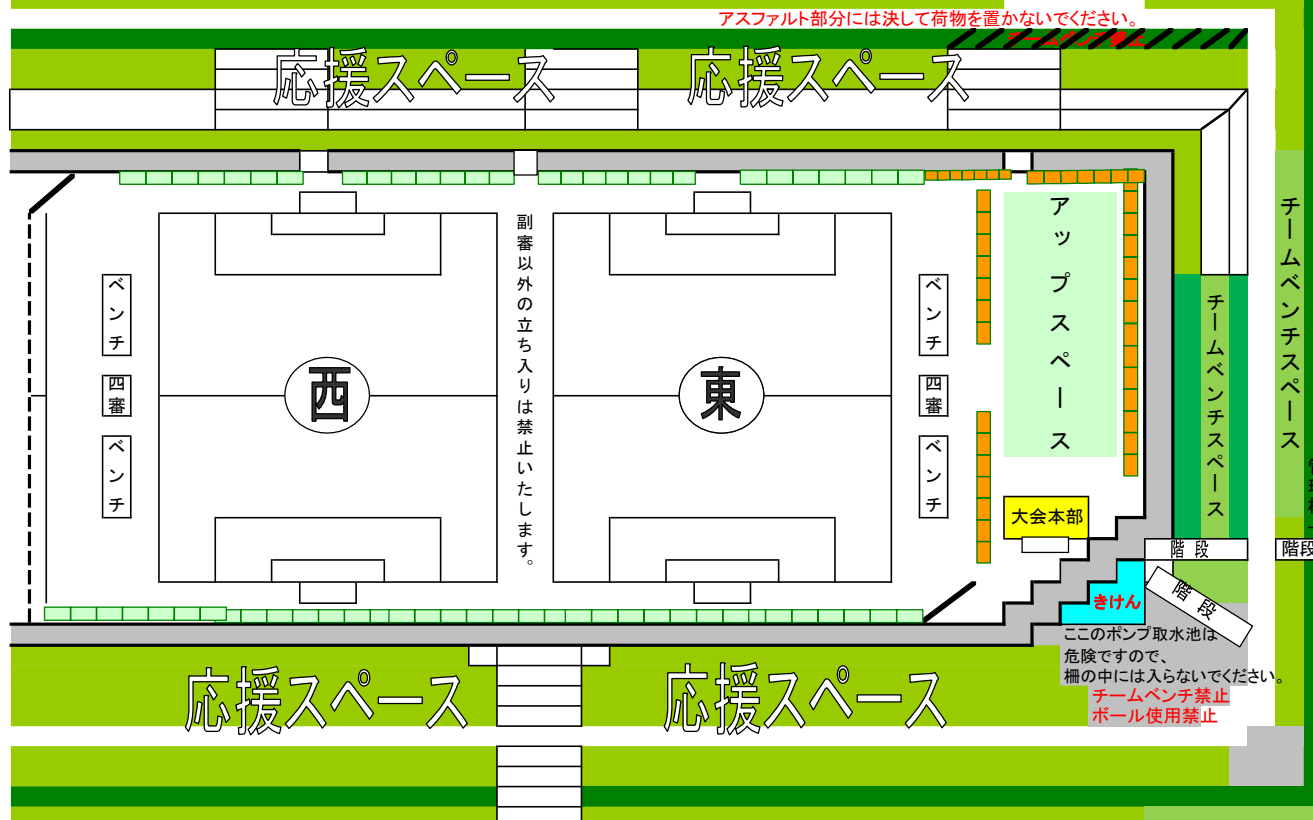 アスファルト部分には決して荷物を置かないでください。
応援スペース
応援スペース
ベンチ
四審
ベンチ
西
副審以外の立ち入りは禁止いたします。
東
ベンチ
四審
ベンチ
アップスペース
大会本部
チームベンチスペース
チームベンチスペース
階段
階段
階段
きけん
ここのポンプ取水池は
危険ですので、
柵の中には入らないでください。
チームベンチ禁止
ボール使用禁止
応援スペース
応援スペース